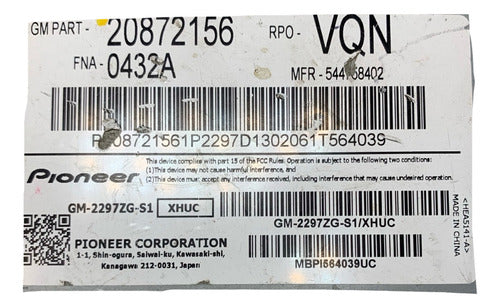 GM PART - 20872156 RPO - VQN
FNA - 0432A MFR - 544768402
P208721561P2297D1302061T564039
Pioneer
This device complies with part 15 of the FCC Rules. Operation is subject to the following two conditions:
(1)This device may not cause harmful interference, and
(2)This device must accept any interference received, including interference that may cause undesired operation.
GM-2297ZG-S1 XHUC
GM-2297ZG-S1/XHUC
PIONEER CORPORATION
1-1, Shin-ogura, Saiwai-ku, Kawasaki-shi,
Kanagawa 212-0031, Japan
MBPI564039UC
<HEA5141-A>
MADE IN CHINA